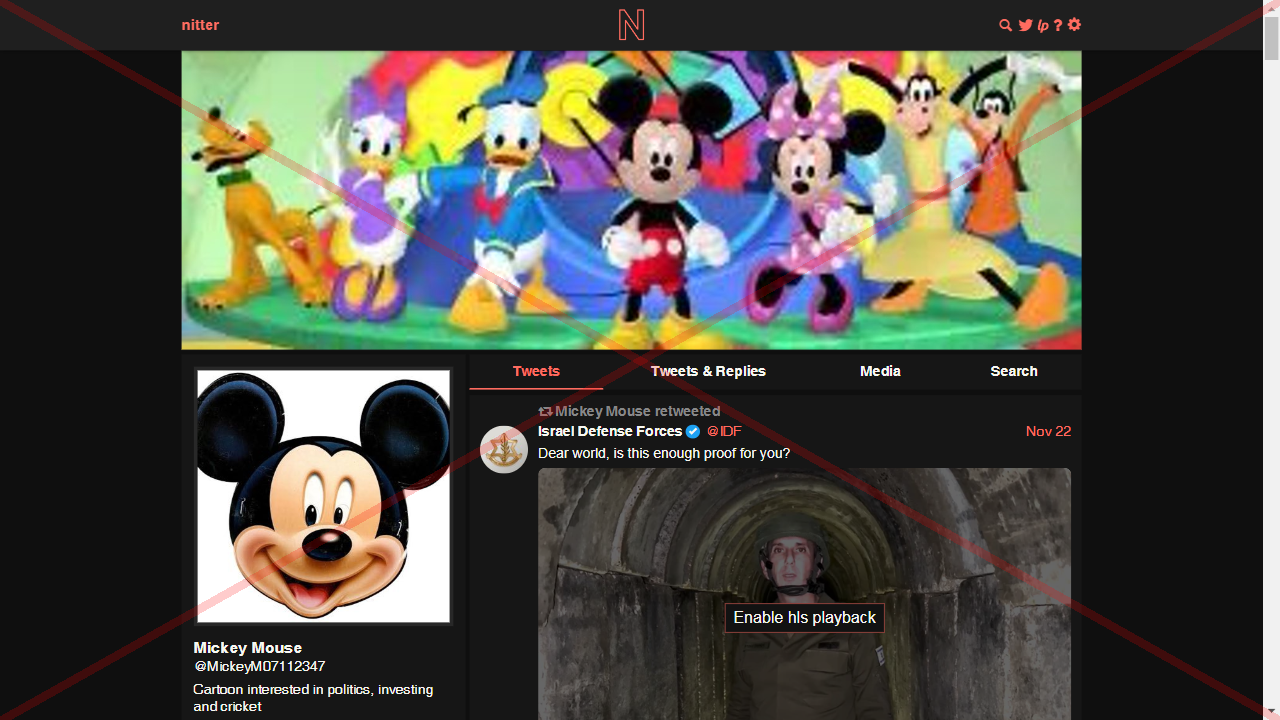 nitter
N
lp ?
Tweets
Tweets & Replies
Media
Search
Mickey Mouse retweeted
Israel Defense Forces @IDF
Nov 22
Dear world, is this enough proof for you?
Enable hls playback
Mickey Mouse
@MickeyM07112347
Cartoon interested in politics, investing
and cricket